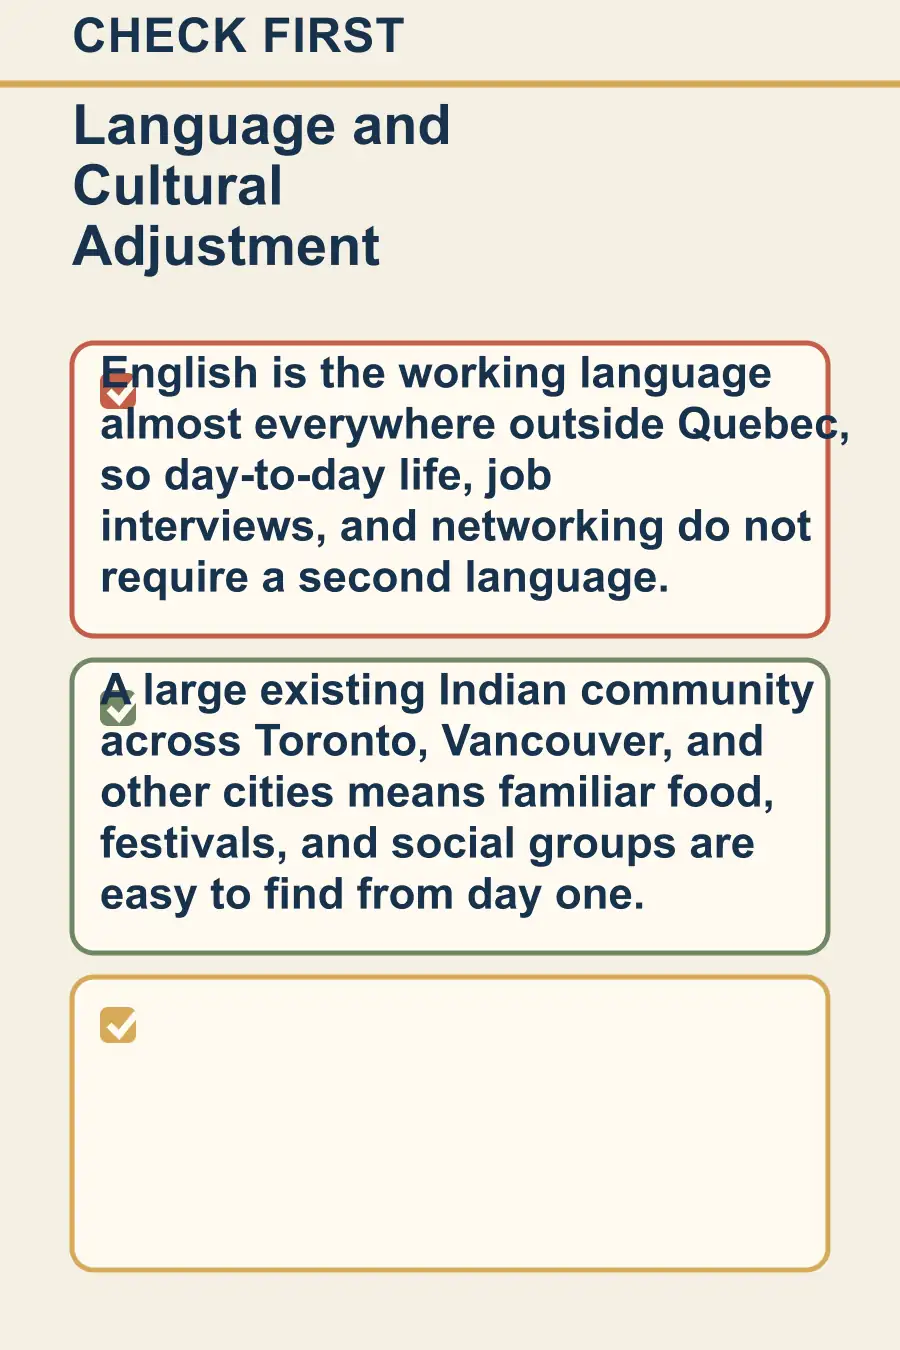 CHECK FIRST
Language and
Cultural
Adjustment
English is the working language
almost everywhere outside Quebec,
so day-to-day life, job
interviews, and networking do not
require a second language.
A large existing Indian community
across Toronto, Vancouver, and
other cities means familiar food,
festivals, and social groups are
easy to find from day one.